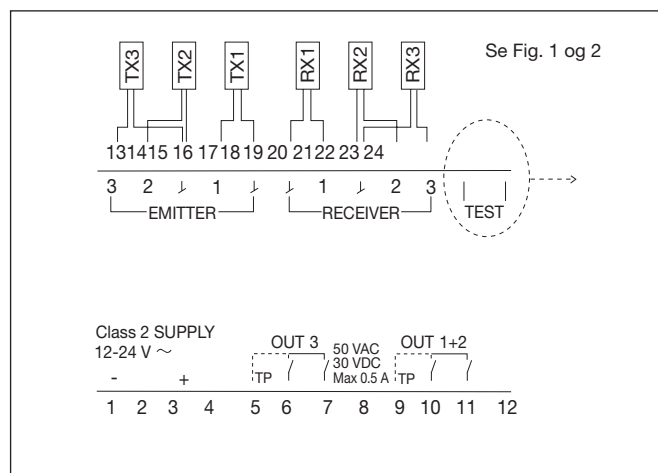 Se Fig. 1 og 2
TX3 TX2 TX1 RX1 RX2 RX3
13 14 15 16 17 18 19 20 21 22 23 24
3 2 1 1 2 3
EMITTER RECEIVER TEST
Class 2 SUPPLY
12-24 V ~
- +
OUT 3
50 VAC
30 VDC
Max 0.5 A
OUT 1+2
TP TP
1 2 3 4 5 6 7 8 9 10 11 12